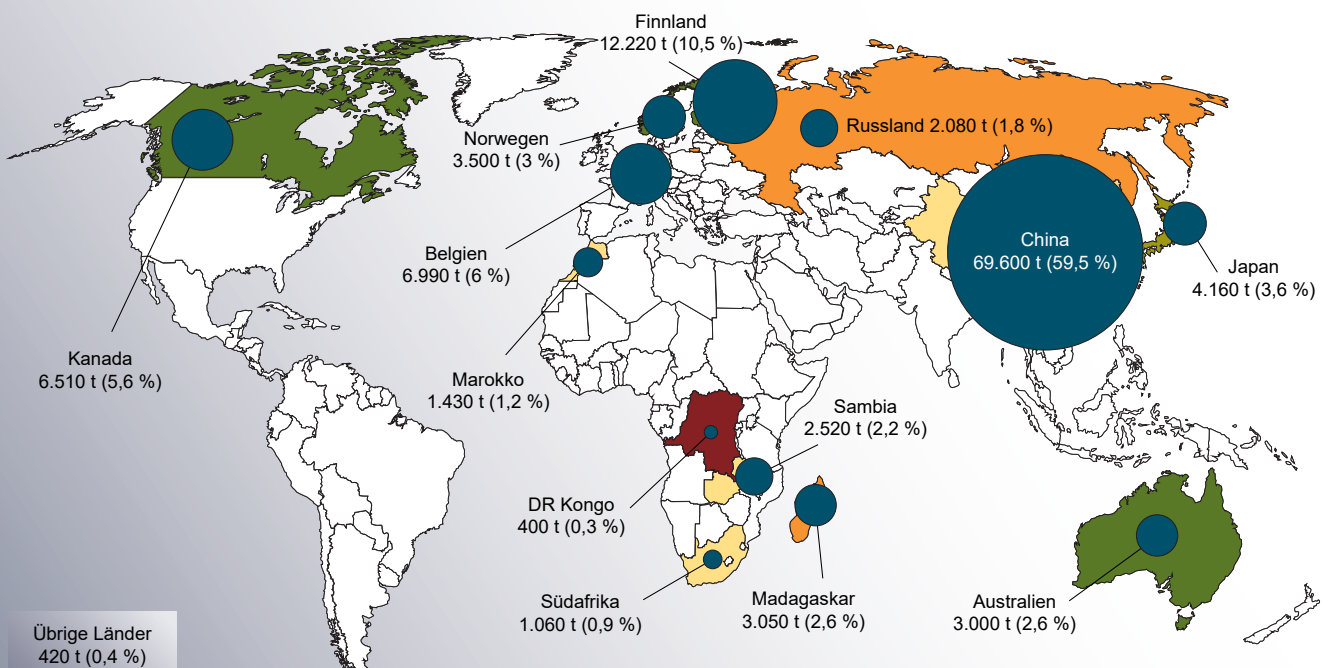 Finnland
12.220 t (10,5 %)
Norwegen
3.500 t (3 %)
Russland 2.080 t (1,8 %)
Belgien
6.990 t (6 %)
China
69.600 t (59,5 %)
Japan
4.160 t (3,6 %)
Kanada
6.510 t (5,6 %)
Marokko
1.430 t (1,2 %)
Sambia
2.520 t (2,2 %)
DR Kongo
400 t (0,3 %)
Südafrika
1.060 t (0,9 %)
Madagaskar
3.050 t (2,6 %)
Australien
3.000 t (2,6 %)
Übrige Länder
420 t (0,4 %)